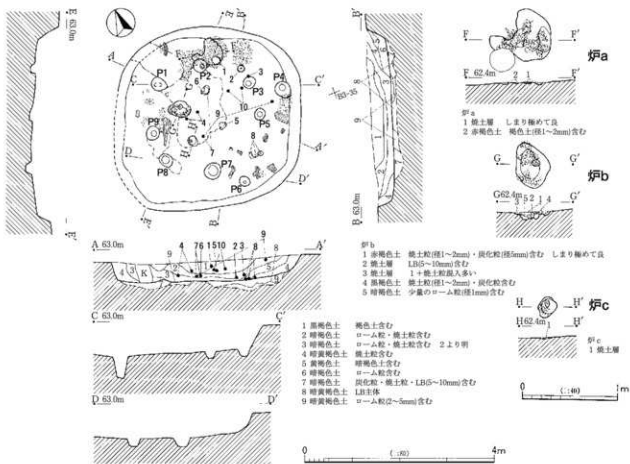 E 63.0m
E'
E
E'
A
A'
B
B'
C
C'
D
D'
P1
P2
P3
P4
P5
P6
P7
P8
P9
B' 
B 63.0m
B3-35
F F'
炉a
F 62.4m F'
2 1
炉a
1 焼土層 しまり極めて良
2 赤褐色土 褐色土(径1〜2mm)含む
G G'
炉b
G 62.4m G'
3 5 2 1 4
炉b
1 赤褐色土 焼土粒(径1〜2mm)・炭化粒(径5mm)含む しまり極めて良
2 焼土層 LB(5〜10mm)含む
3 焼土層 1+焼土粒混入多い
4 黒褐色土 焼土粒(径1〜2mm)・炭化粒含む
5 暗褐色土 少量のローム粒(径1mm)含む
H H'
炉c
H 62.4m H'
1
炉c
1 焼土層
A 63.0m A'
C 63.0m C'
D 63.0m D'
1 黒褐色土 褐色土含む
2 暗褐色土 ローム粒・焼土粒含む
3 暗褐色土 ローム粒・焼土粒含む 2より明
4 暗黄褐色土 焼土粒含む
5 黄褐色土 暗褐色土含む
6 暗褐色土 ローム粒含む
7 暗褐色土 炭化粒・焼土粒・LB(5〜10mm)含む
8 暗黄褐色土 LB主体
9 暗黄褐色土 ローム粒(2〜5mm)含む
0 1m
0 4m